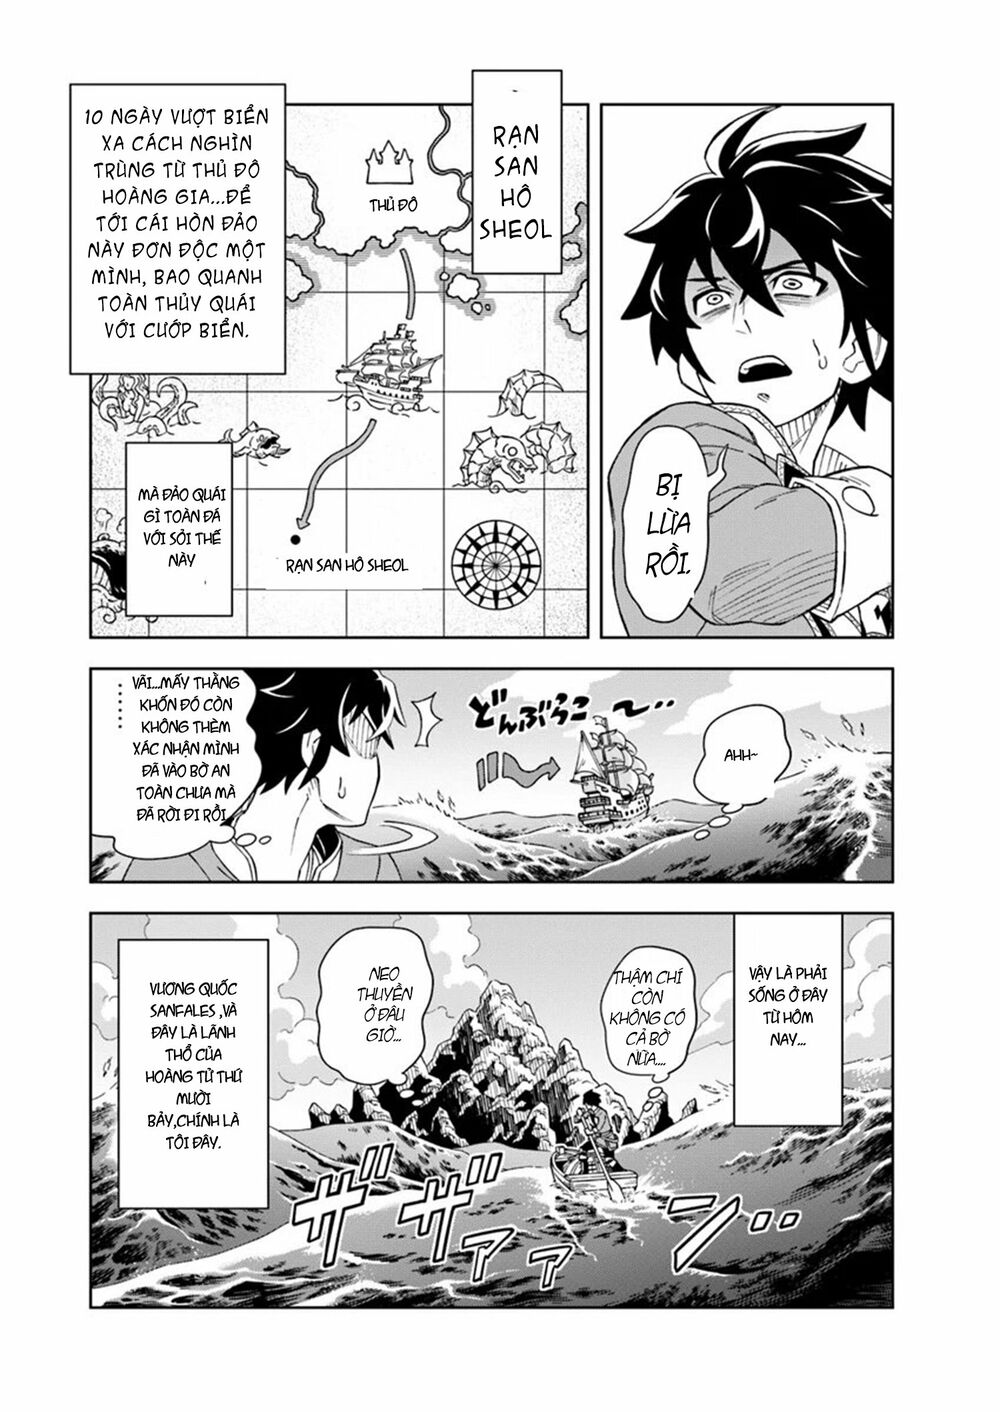 RẠN
SAN
HÔ
SHEOL
BỊ
LỪA
RỒI.
10 NGÀY VƯỢT BIỂN
XA CÁCH NGHÌN
TRÙNG TỪ THỦ ĐÔ
HOÀNG GIA...ĐỂ
TỚI CÁI HÒN ĐẢO
NÀY ĐƠN ĐỘC MỘT
MÌNH, BAO QUANH
TOÀN THỦY QUÁI
VỚI CƯỚP BIỂN.
THỦ ĐÔ
MÀ ĐẢO QUÁI
GÌ TOÀN ĐÁ
VỚI SỎI THẾ
NÀY
RẠN SAN HÔ SHEOL
VÃI...MẤY THẰNG
KHỐN ĐÓ CÒN
KHÔNG THÈM
XÁC NHẬN MÌNH
ĐÃ VÀO BỜ AN
TOÀN CHƯA MÀ
ĐÃ RỜI ĐI RỒI
どんぶらこ〜..
AHH~
VẬY LÀ PHẢI
SỐNG Ở ĐÂY
TỪ HÔM
NAY...
THẬM CHÍ
CÒN
KHÔNG CÓ
CẢ BỜ
NỮA....
NEO
THUYỀN
Ở ĐÂU
GIỜ...
VƯƠNG QUỐC
SANFALES ,VÀ
ĐÂY LÀ LÃNH
THỔ CỦA
HOÀNG TỬ THỨ
MƯỜI
BẢY,CHÍNH LÀ
TÔI ĐÂY.
ザザァァン..